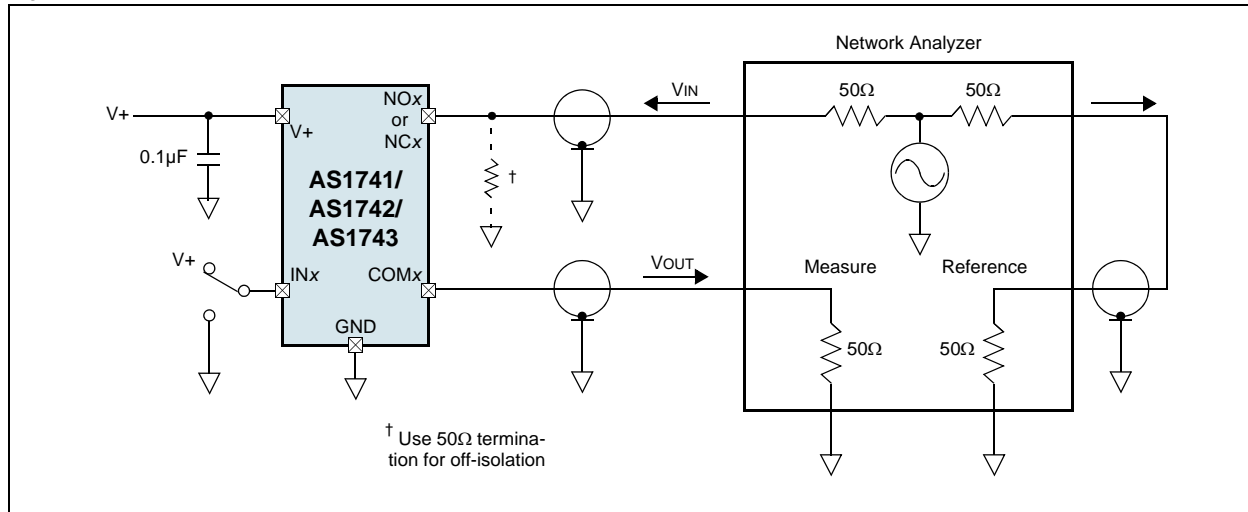 Network Analyzer
V+
0.1µF
V+
NOx
or
NCx
AS1741/
AS1742/
AS1743
†
VIN
50Ω
50Ω
V+
INx
COMx
GND
VOUT
Measure
Reference
50Ω
50Ω
† Use 50Ω termina-
tion for off-isolation